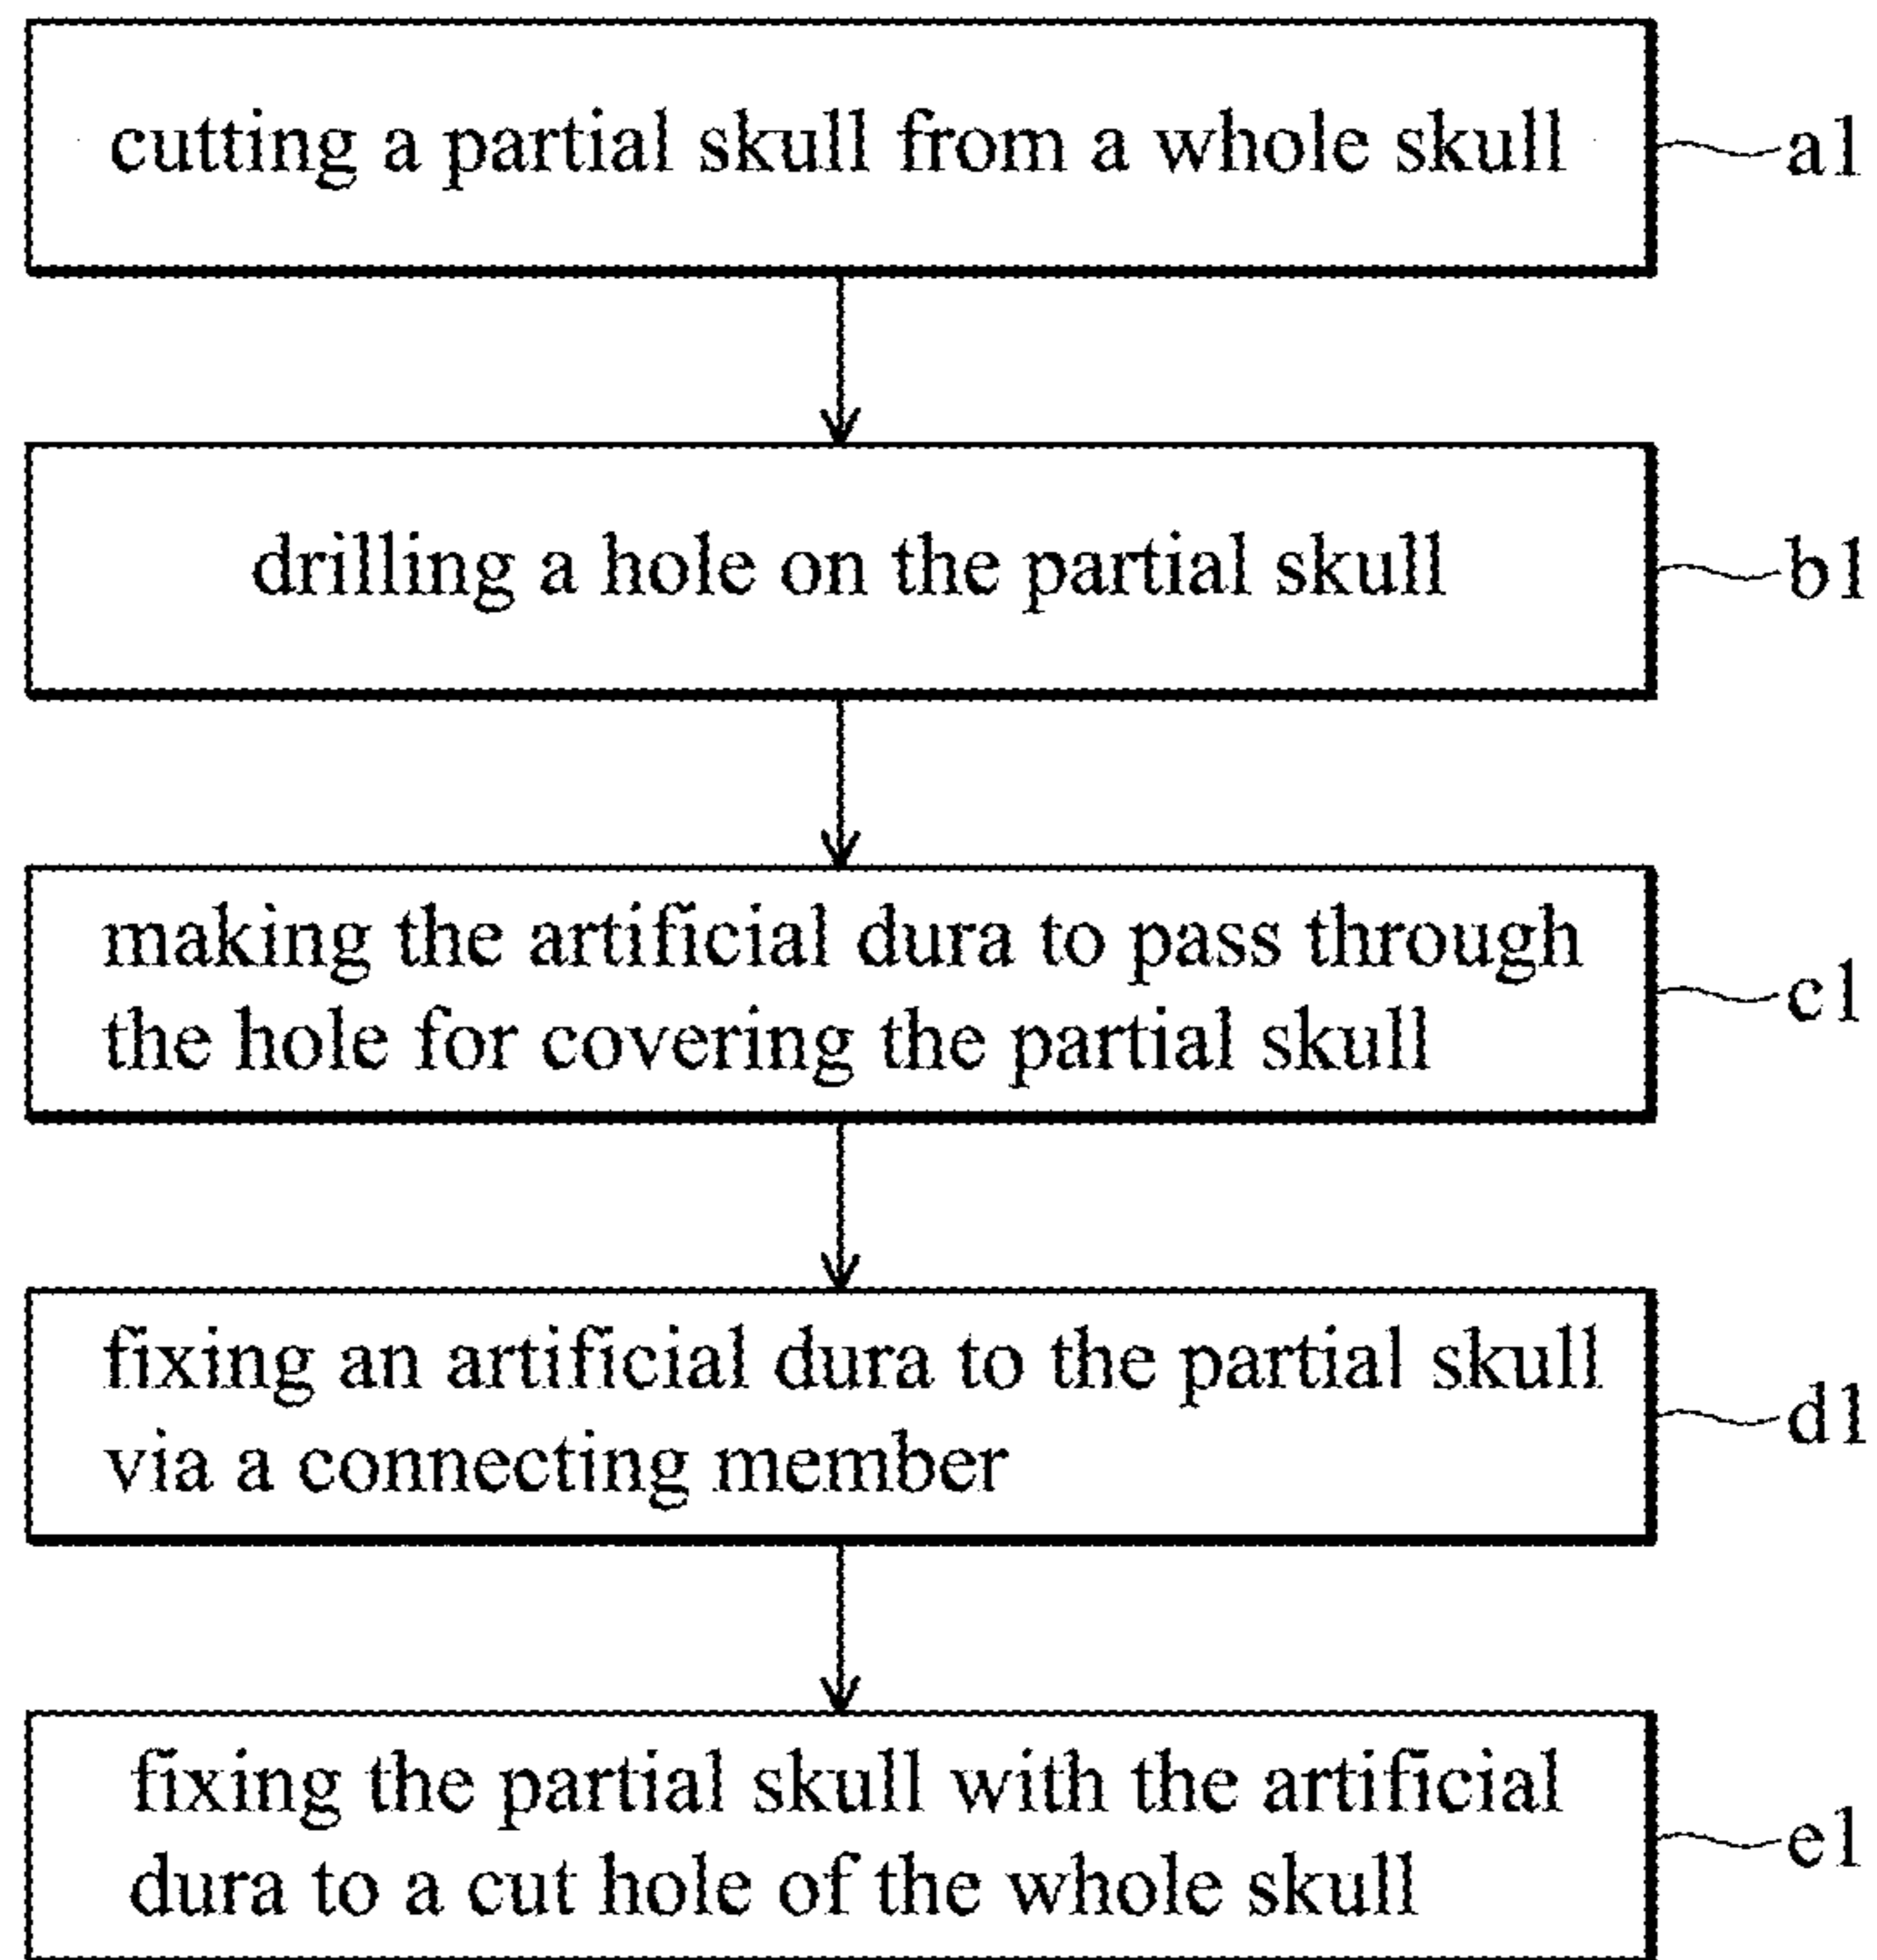 cutting a partial skull from a whole skull
a1
drilling a hole on the partial skull
b1
making the artificial dura to pass through
the hole for covering the partial skull
c1
fixing an artificial dura to the partial skull
via a connecting member
d1
fixing the partial skull with the artificial
dura to a cut hole of the whole skull
e1